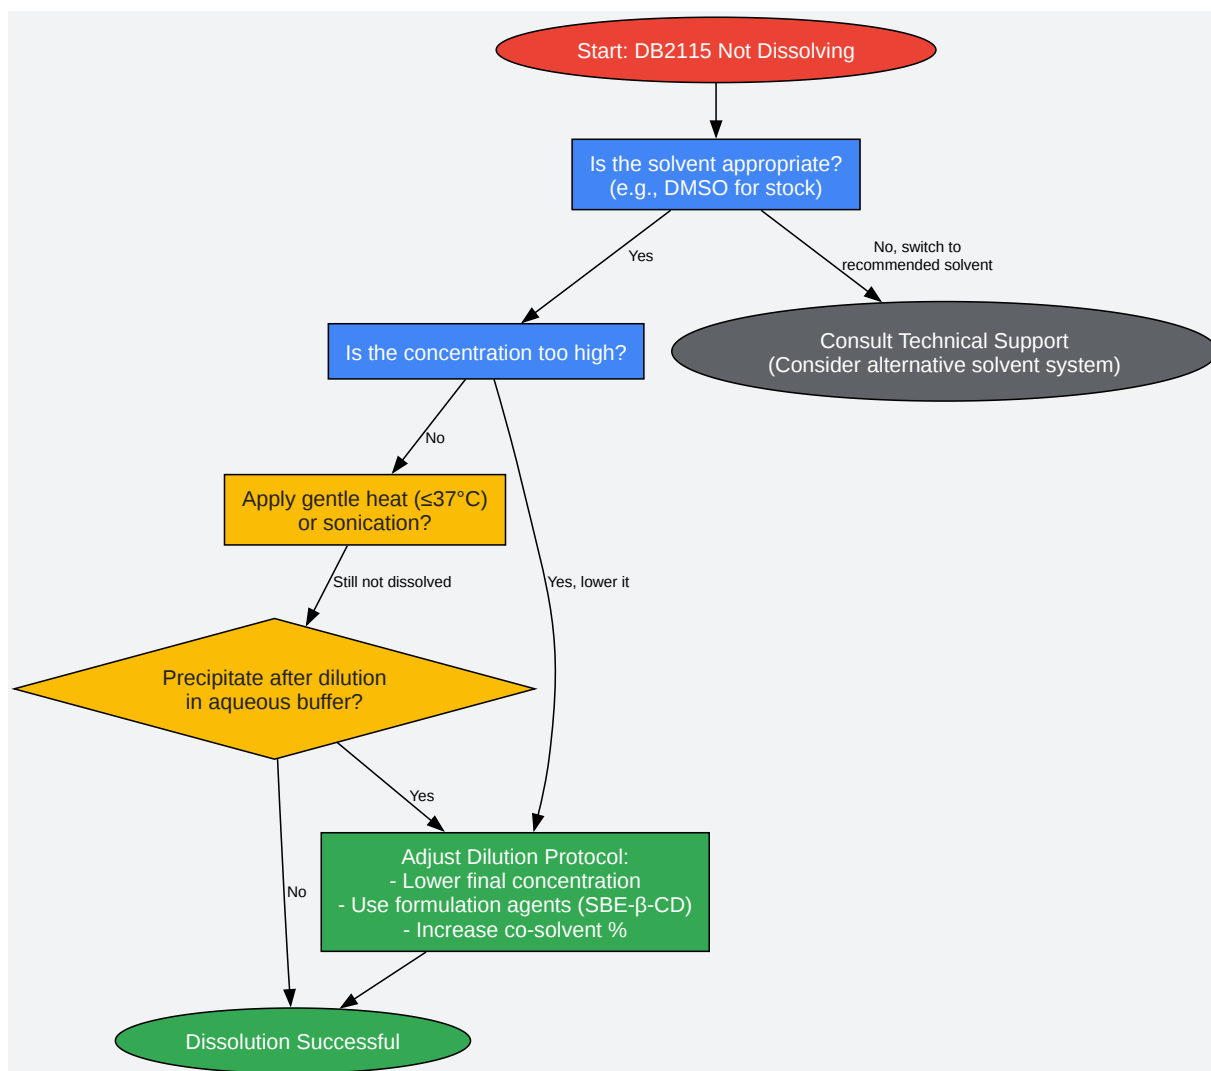 Start: DB2115 Not Dissolving
Is the solvent appropriate?
(e.g., DMSO for stock)
Yes
No, switch to
recommended solvent
Is the concentration too high?
Consult Technical Support
(Consider alternative solvent system)
No
Apply gentle heat (≤37°C)
or sonication?
Still not dissolved
Yes, lower it
Precipitate after dilution
in aqueous buffer?
Yes
No
Adjust Dilution Protocol:
- Lower final concentration
- Use formulation agents (SBE-β-CD)
- Increase co-solvent %
Dissolution Successful